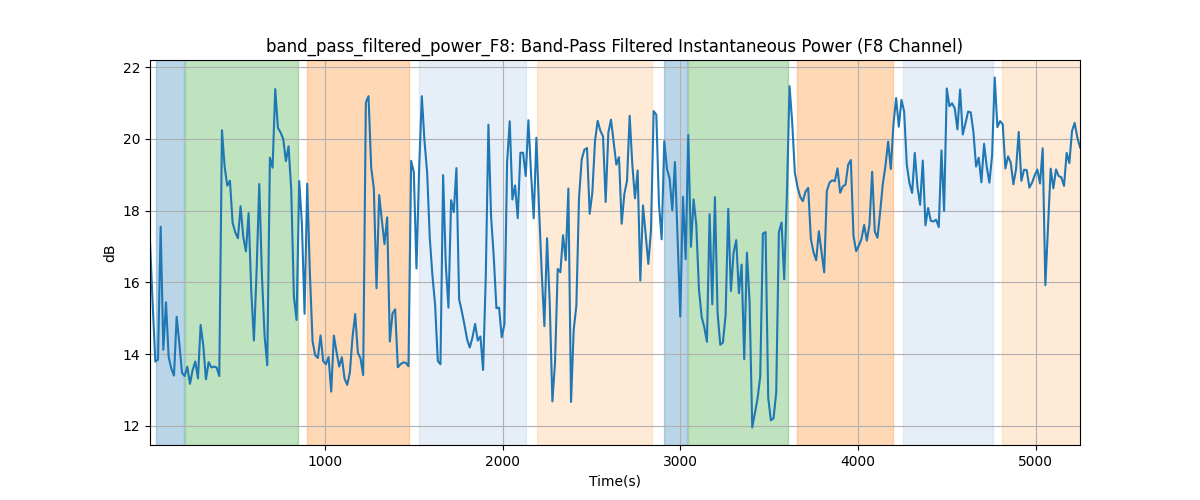 band_pass_filtered_power_F8: Band-Pass Filtered Instantaneous Power (F8 Channel)
22
20
18
16
14
12
dB
1000 2000 3000 4000 5000
Time(s)